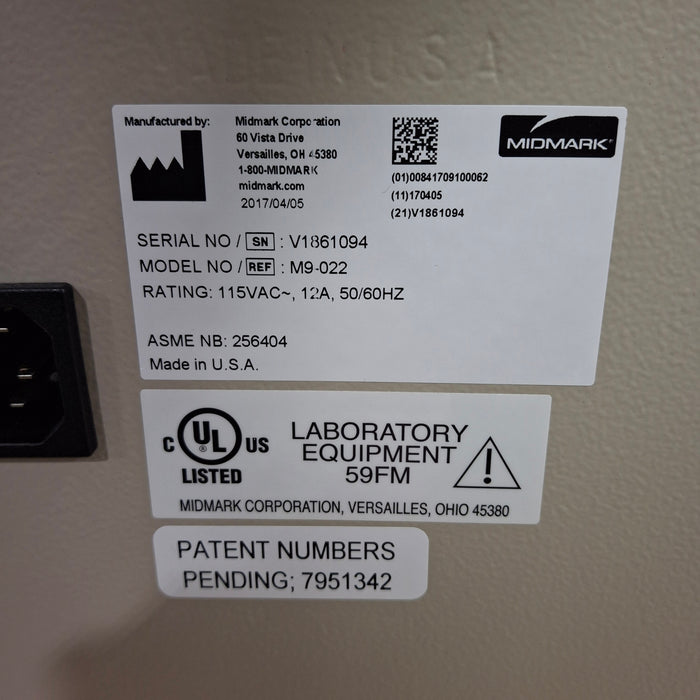 Manufactured by:
Midmark Corporation
60 Vista Drive
Versailles, OH 45380
1-800-MIDMARK
midmark.com
2017/04/05
(01)00841709100062
(11)170405
(21)V1861094
MIDMARK®
SERIAL NO / SN : V1861094
MODEL NO / REF : M9-022
RATING: 115VAC~, 12A, 50/60HZ
ASME NB: 256404
Made in U.S.A.
C UL ® US
LISTED
LABORATORY
EQUIPMENT
59FM
!
MIDMARK CORPORATION, VERSAILLES, OHIO 45380
PATENT NUMBERS
PENDING; 7951342